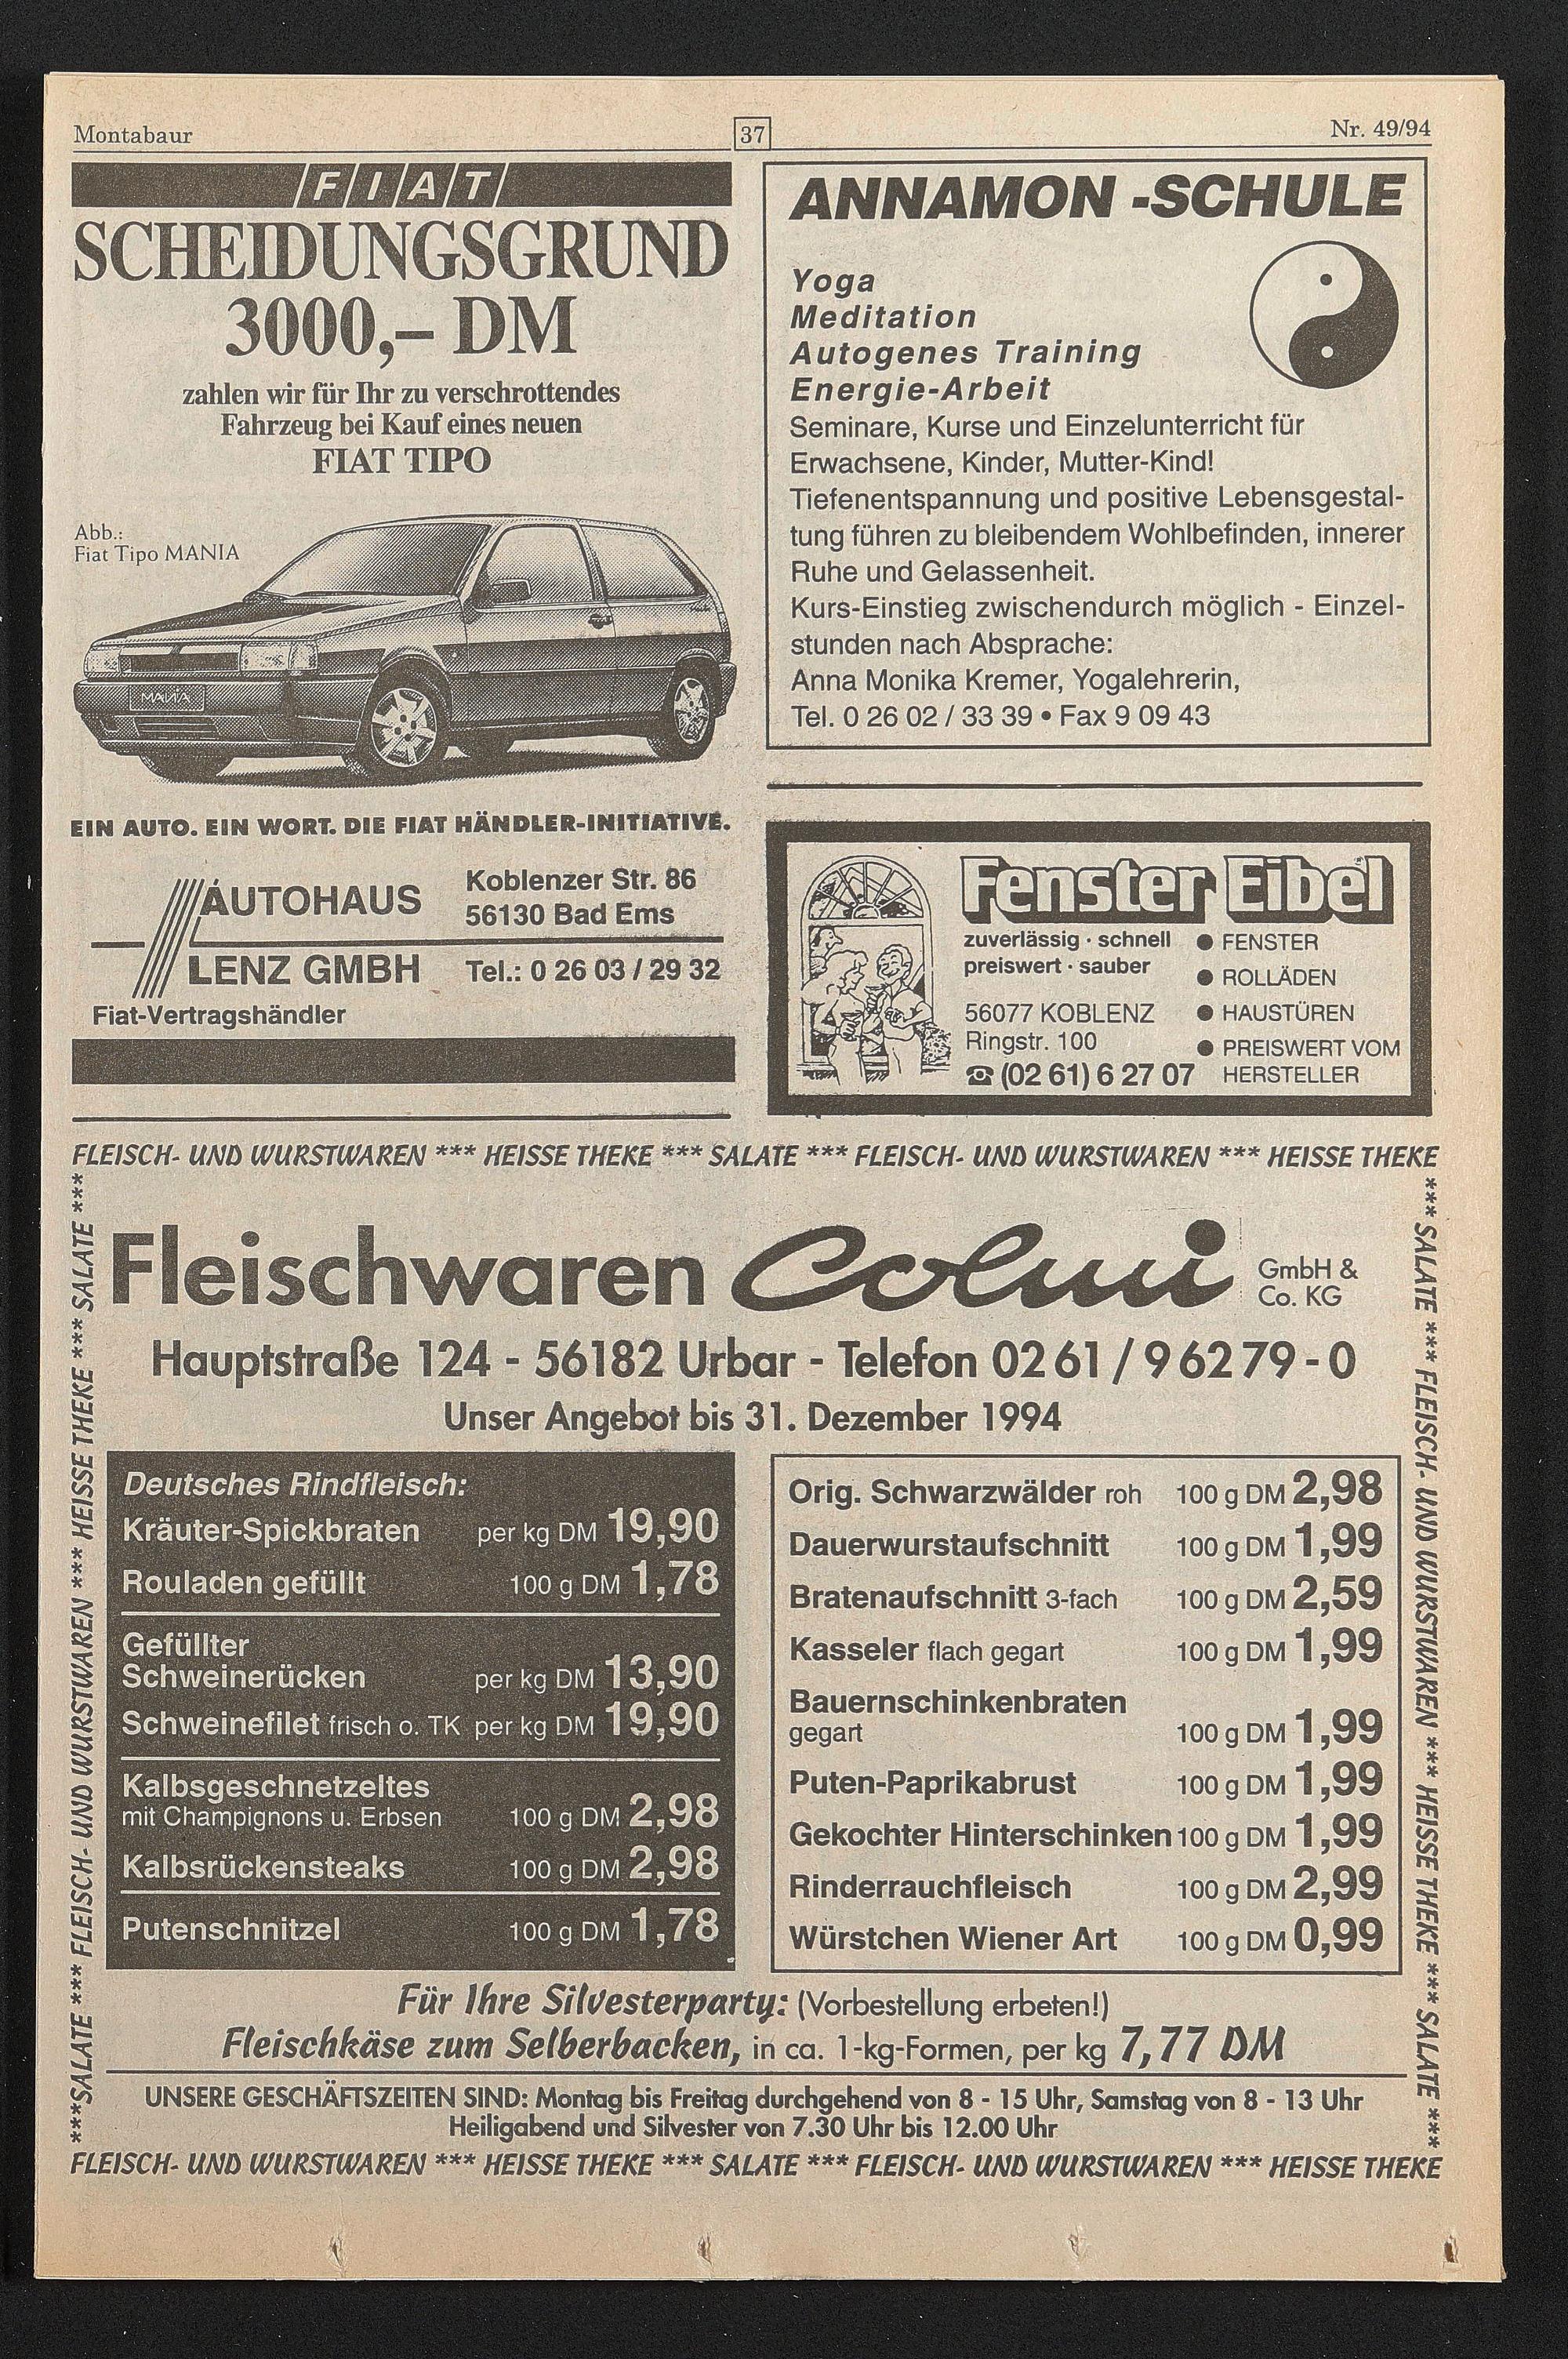 Montabaur
37
Nr. 49/94
FIAT
SCHEIDUNGSGRUND
3000,– DM
zahlen wir für Ihr zu verschrottendes
Fahrzeug bei Kauf eines neuen
FIAT TIPO
Abb.:
Fiat Tipo MANIA
MANIA
EIN AUTO. EIN WORT. DIE FIAT HÄNDLER-INITIATIVE.
AUTOHAUS
LENZ GMBH
Koblenzer Str. 86
56130 Bad Ems
Tel.: 0 26 03 / 29 32
Fiat-Vertragshändler
ANNAMON -SCHULE
Yoga
Meditation
Autogenes Training
Energie-Arbeit
Seminare, Kurse und Einzelunterricht für
Erwachsene, Kinder, Mutter-Kind!
Tiefenentspannung und positive Lebensgestal-
tung führen zu bleibendem Wohlbefinden, innerer
Ruhe und Gelassenheit.
Kurs-Einstieg zwischendurch möglich - Einzel-
stunden nach Absprache:
Anna Monika Kremer, Yogalehrerin,
Tel. 0 26 02 / 33 39 • Fax 9 09 43
Fenster Eibel
zuverlässig · schnell
preiswert · sauber
56077 KOBLENZ
Ringstr. 100
☎ (02 61) 6 27 07
● FENSTER
● ROLLÄDEN
● HAUSTÜREN
● PREISWERT VOM
HERSTELLER
FLEISCH- UND WURSTWAREN *** HEISSE THEKE *** SALATE *** FLEISCH- UND WURSTWAREN *** HEISSE THEKE
*** SALATE *** FLEISCH- UND WURSTWAREN *** HEISSE THEKE *** SALATE ***
***SALATE *** FLEISCH- UND WURSTWAREN *** HEISSE THEKE *** SALATE ***
Fleischwaren Colmi GmbH &
Co. KG
Hauptstraße 124 - 56182 Urbar - Telefon 02 61 / 9 62 79 - 0
Unser Angebot bis 31. Dezember 1994
Deutsches Rindfleisch:
Kräuter-Spickbraten per kg DM 19,90
Rouladen gefüllt 100 g DM 1,78
Gefüllter
Schweinerücken per kg DM 13,90
Schweinefilet frisch o. TK per kg DM 19,90
Kalbsgeschnetzeltes
mit Champignons u. Erbsen 100 g DM 2,98
Kalbsrückensteaks 100 g DM 2,98
Putenschnitzel 100 g DM 1,78
Orig. Schwarzwälder roh 100 g DM 2,98
Dauerwurstaufschnitt 100 g DM 1,99
Bratenaufschnitt 3-fach 100 g DM 2,59
Kasseler flach gegart 100 g DM 1,99
Bauernschinkenbraten
gegart 100 g DM 1,99
Puten-Paprikabrust 100 g DM 1,99
Gekochter Hinterschinken 100 g DM 1,99
Rinderrauchfleisch 100 g DM 2,99
Würstchen Wiener Art 100 g DM 0,99
Für Ihre Silvesterparty: (Vorbestellung erbeten!)
Fleischkäse zum Selberbacken, in ca. 1-kg-Formen, per kg 7,77 DM
UNSERE GESCHÄFTSZEITEN SIND: Montag bis Freitag durchgehend von 8 - 15 Uhr, Samstag von 8 - 13 Uhr
Heiligabend und Silvester von 7.30 Uhr bis 12.00 Uhr
FLEISCH- UND WURSTWAREN *** HEISSE THEKE *** SALATE *** FLEISCH- UND WURSTWAREN *** HEISSE THEKE